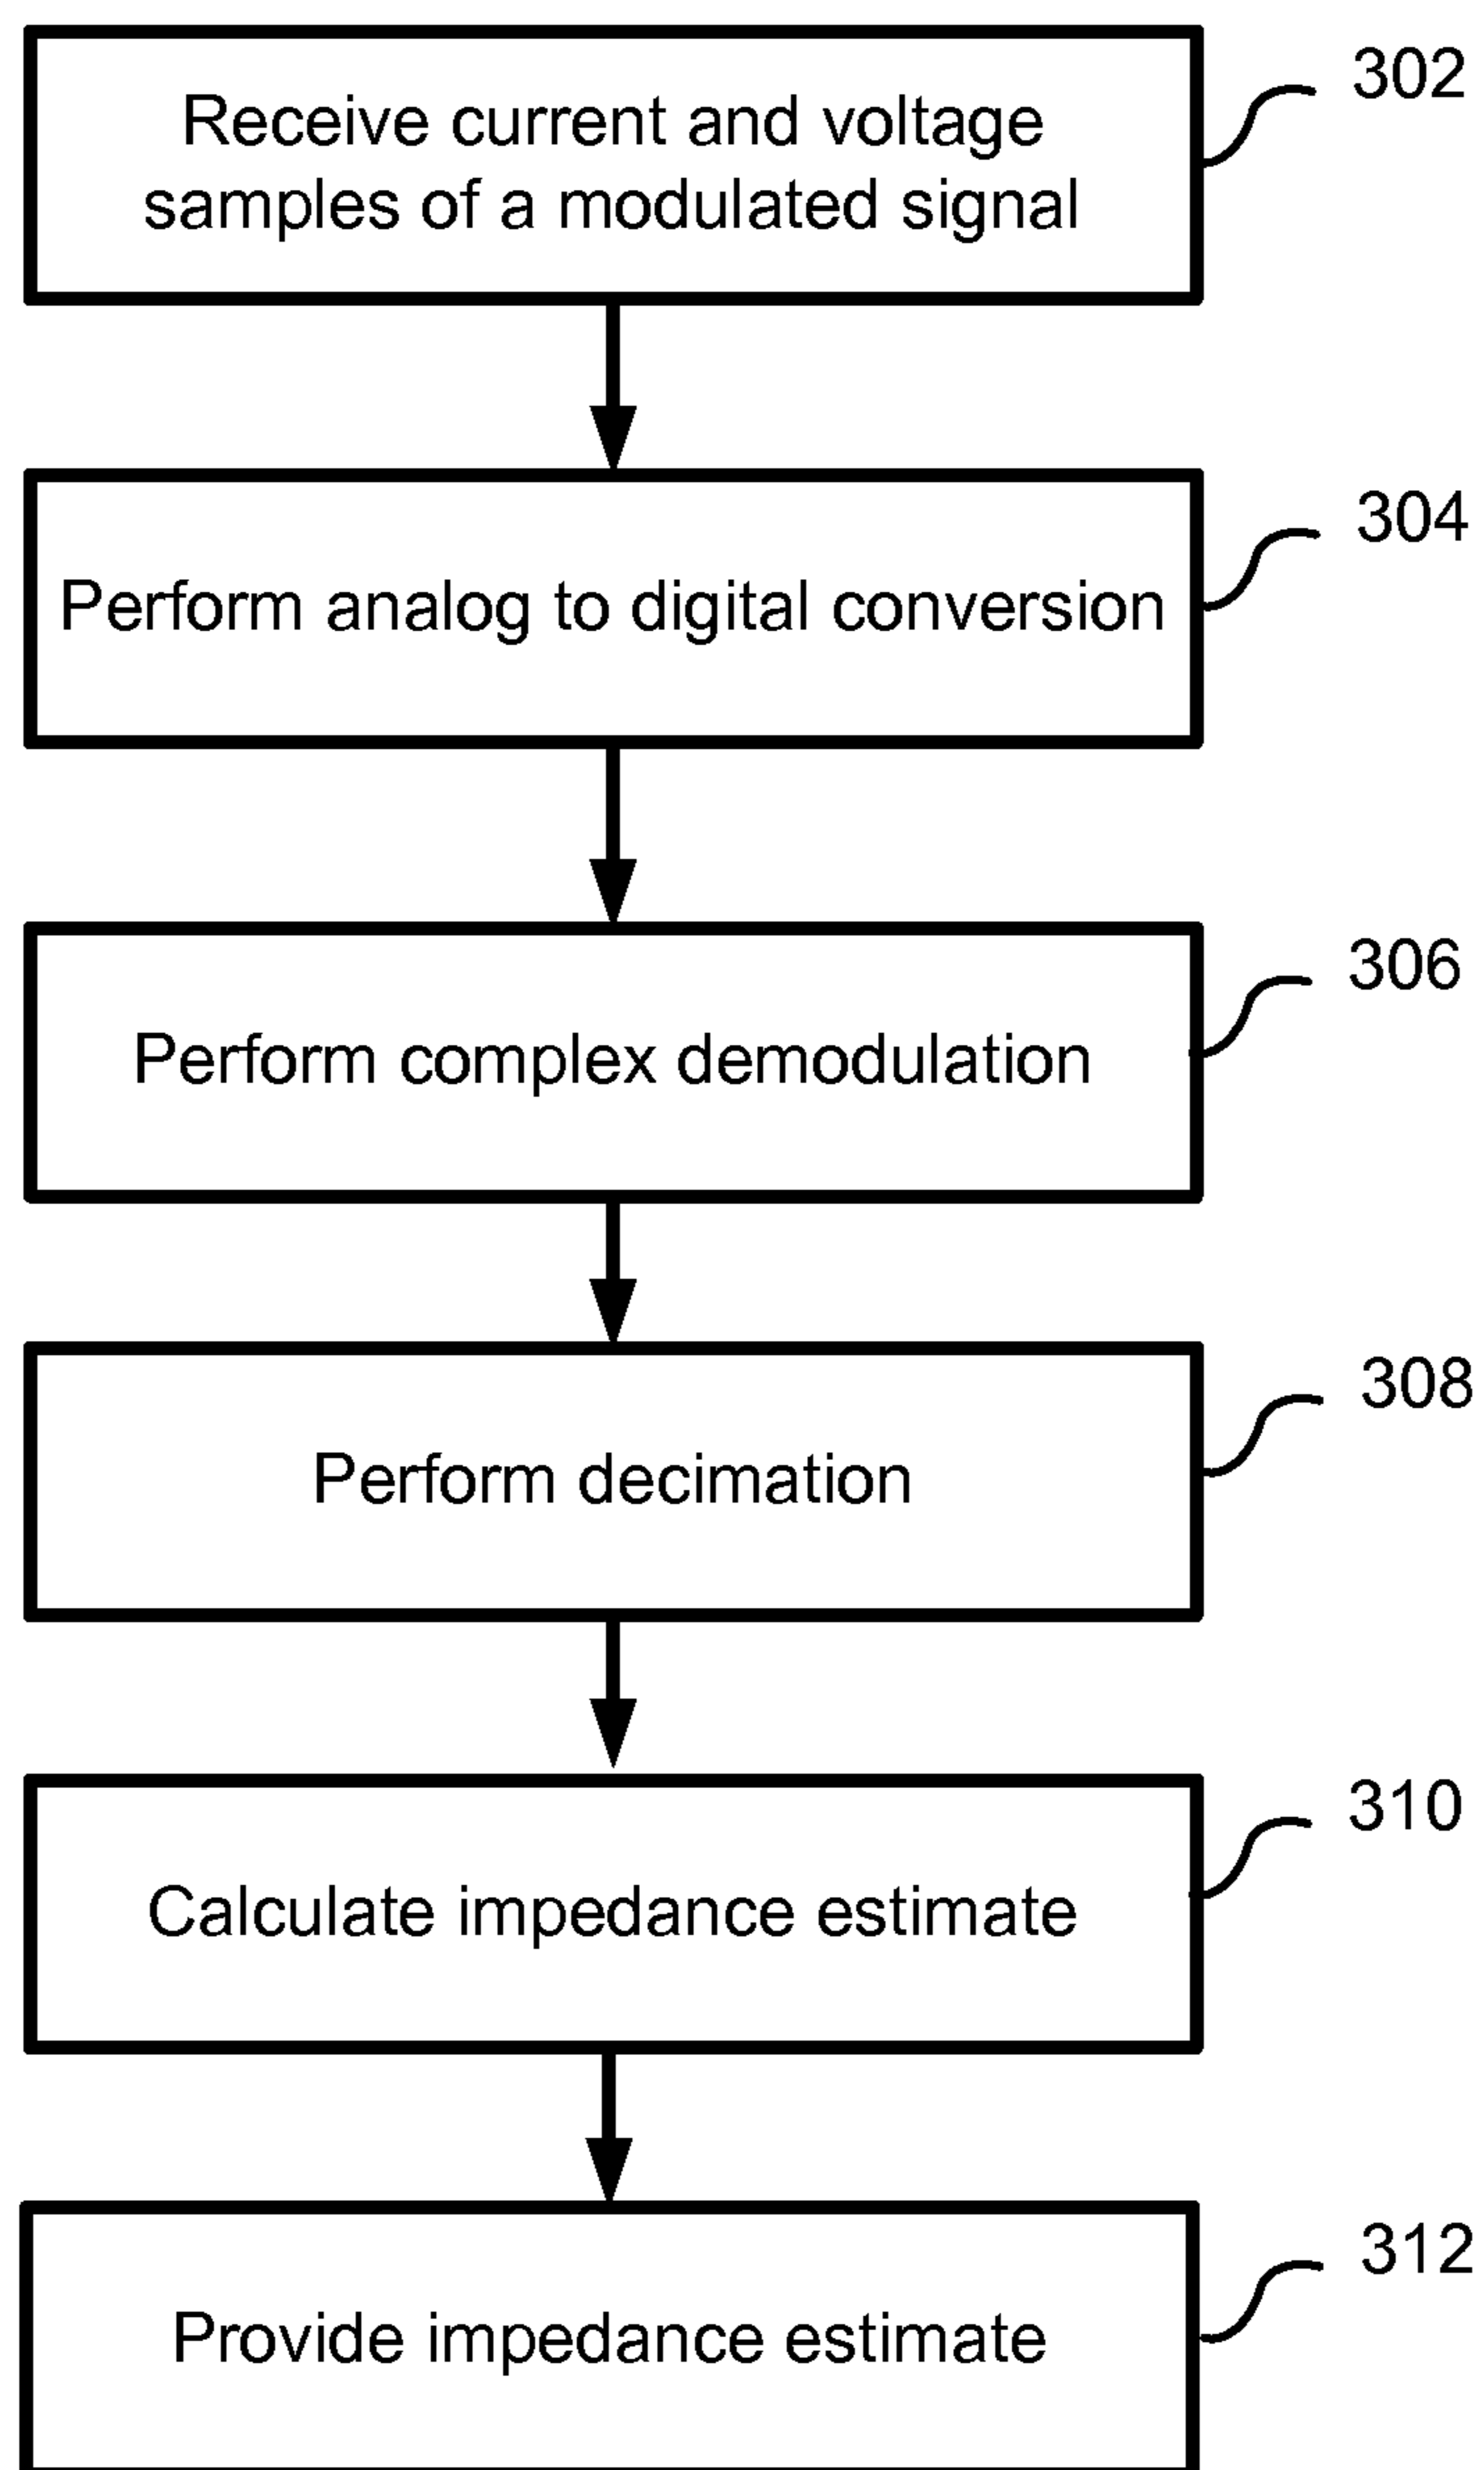 302
Receive current and voltage
samples of a modulated signal
304
Perform analog to digital conversion
306
Perform complex demodulation
308
Perform decimation
310
Calculate impedance estimate
312
Provide impedance estimate